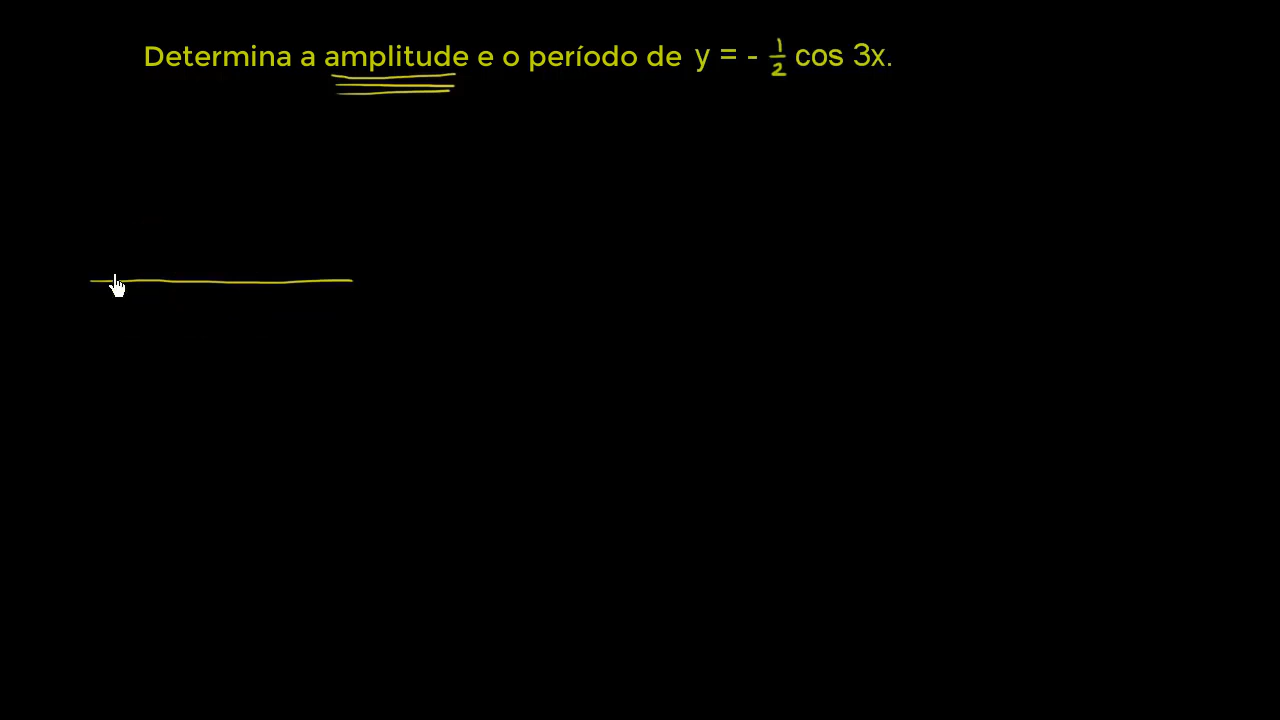 Determina a amplitude e o período de y = - 1/2 cos 3x.